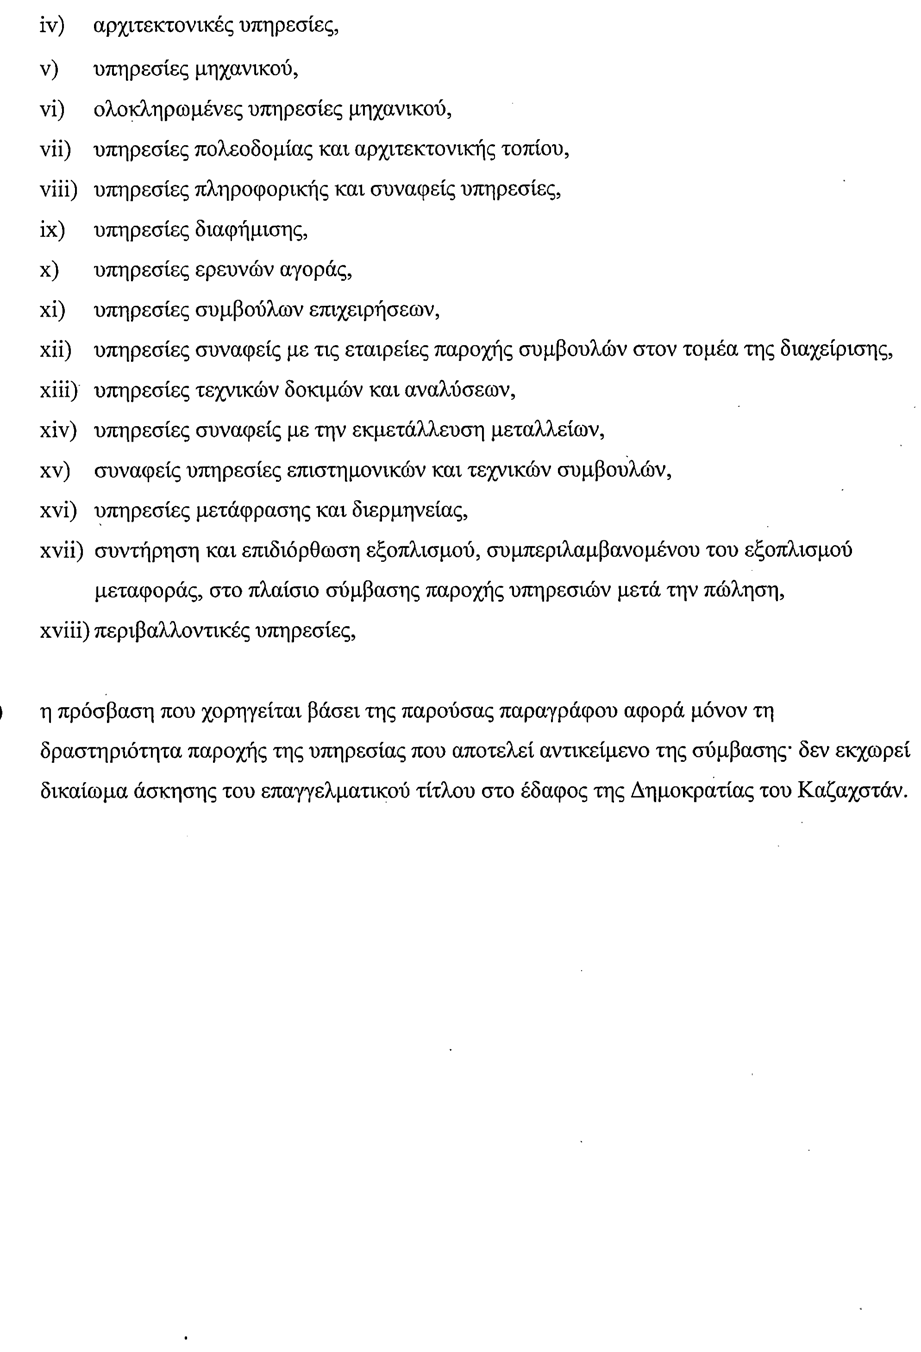 iv) αρχιτεκτονικές υπηρεσίες,
v) υπηρεσίες μηχανικού,
vi) ολοκληρωμένες υπηρεσίες μηχανικού,
vii) υπηρεσίες πολεοδομίας και αρχιτεκτονικής τοπίου,
viii) υπηρεσίες πληροφορικής και συναφείς υπηρεσίες,
ix) υπηρεσίες διαφήμισης,
x) υπηρεσίες ερευνών αγοράς,
xi) υπηρεσίες συμβούλων επιχειρήσεων,
xii) υπηρεσίες συναφείς με τις εταιρείες παροχής συμβουλών στον τομέα της διαχείρισης,
xiii) υπηρεσίες τεχνικών δοκιμών και αναλύσεων,
xiv) υπηρεσίες συναφείς με την εκμετάλλευση μεταλλείων,
xv) συναφείς υπηρεσίες επιστημονικών και τεχνικών συμβουλών,
xvi) υπηρεσίες μετάφρασης και διερμηνείας,
xvii) συντήρηση και επιδιόρθωση εξοπλισμού, συμπεριλαμβανομένου του εξοπλισμού
μεταφοράς, στο πλαίσιο σύμβασης παροχής υπηρεσιών μετά την πώληση,
xviii) περιβαλλοντικές υπηρεσίες,
) η πρόσβαση που χορηγείται βάσει της παρούσας παραγράφου αφορά μόνον τη
δραστηριότητα παροχής της υπηρεσίας που αποτελεί αντικείμενο της σύμβασης· δεν εκχωρεί
δικαίωμα άσκησης του επαγγελματικού τίτλου στο έδαφος της Δημοκρατίας του Καζαχστάν.